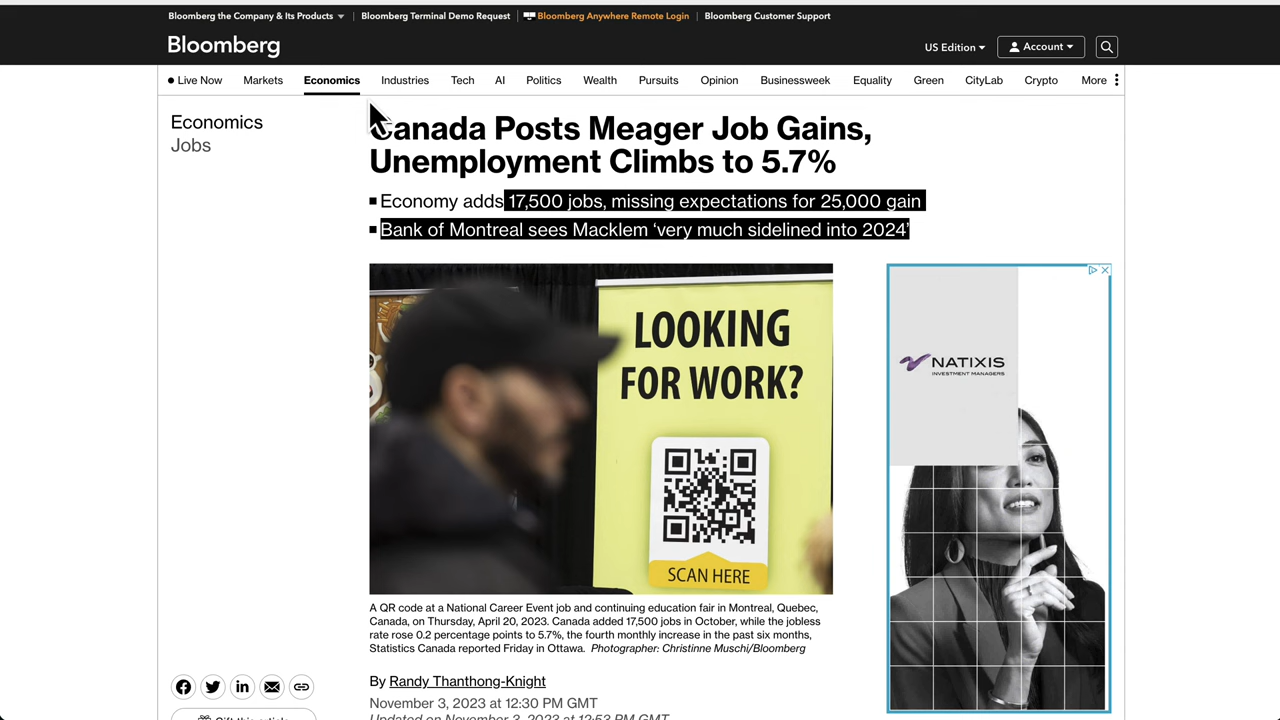 Bloomberg the Company & Its Products
Bloomberg Terminal Demo Request
Bloomberg Anywhere Remote Login
Bloomberg Customer Support
Bloomberg
US Edition
Account
Live Now
Markets
Economics
Industries
Tech
AI
Politics
Wealth
Pursuits
Opinion
Businessweek
Equality
Green
CityLab
Crypto
More
Economics
Jobs
Canada Posts Meager Job Gains,
Unemployment Climbs to 5.7%
Economy adds 17,500 jobs, missing expectations for 25,000 gain
Bank of Montreal sees Macklem ‘very much sidelined into 2024’
LOOKING
FOR WORK?
SCAN HERE
NATIXIS
INVESTMENT MANAGERS
A QR code at a National Career Event job and continuing education fair in Montreal, Quebec,
Canada, on Thursday, April 20, 2023. Canada added 17,500 jobs in October, while the jobless
rate rose 0.2 percentage points to 5.7%, the fourth monthly increase in the past six months,
Statistics Canada reported Friday in Ottawa. Photographer: Christinne Muschi/Bloomberg
By Randy Thanthong-Knight
November 3, 2023 at 12:30 PM GMT
Updated on November 3, 2023 at 12:53 PM GMT
Gift this article